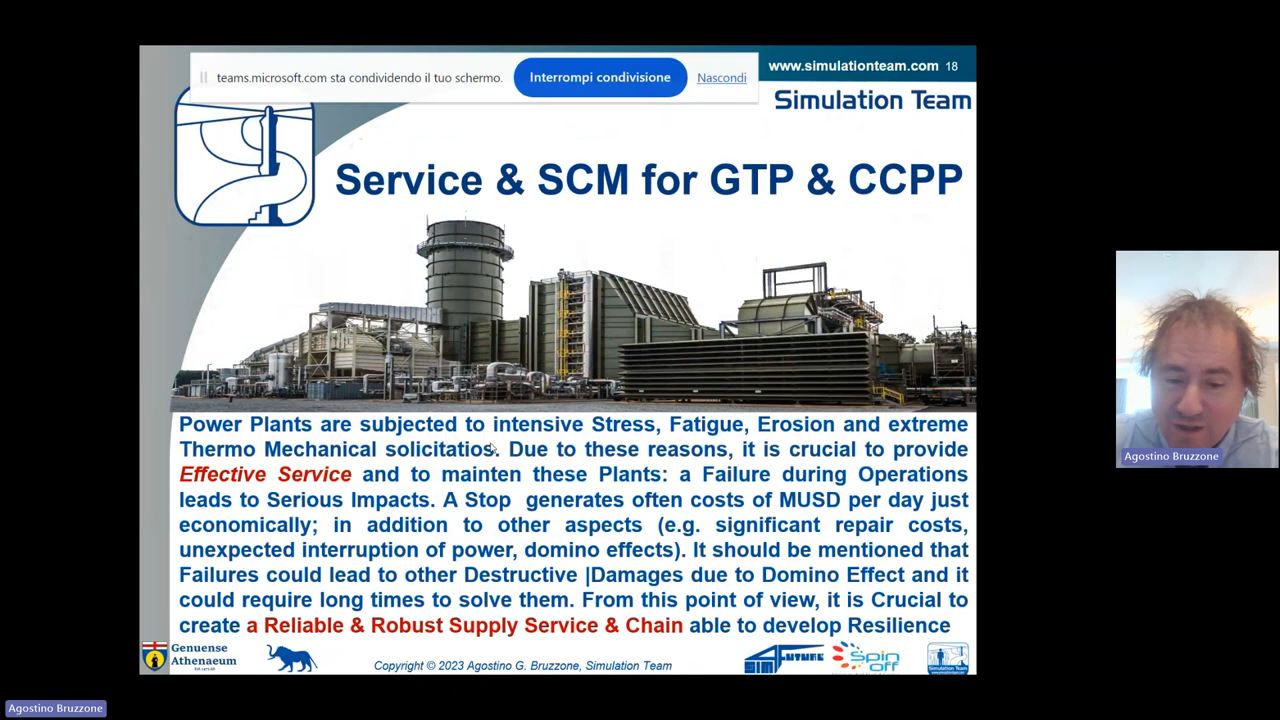 teams.microsoft.com sta condividendo il tuo schermo.
Interrompi condivisione
Nascondi
www.simulationteam.com 18
Simulation Team
Service & SCM for GTP & CCPP
Power Plants are subjected to intensive Stress, Fatigue, Erosion and extreme
Thermo Mechanical solicitatios. Due to these reasons, it is crucial to provide
Effective Service and to mainten these Plants: a Failure during Operations
leads to Serious Impacts. A Stop generates often costs of MUSD per day just
economically; in addition to other aspects (e.g. significant repair costs,
unexpected interruption of power, domino effects). It should be mentioned that
Failures could lead to other Destructive |Damages due to Domino Effect and it
could require long times to solve them. From this point of view, it is Crucial to
create a Reliable & Robust Supply Service & Chain able to develop Resilience
Genuense
Athenaeum
Copyright © 2023 Agostino G. Bruzzone, Simulation Team
SIM FUTURE
Spin
Off
Simulation Team
Agostino Bruzzone
Agostino Bruzzone